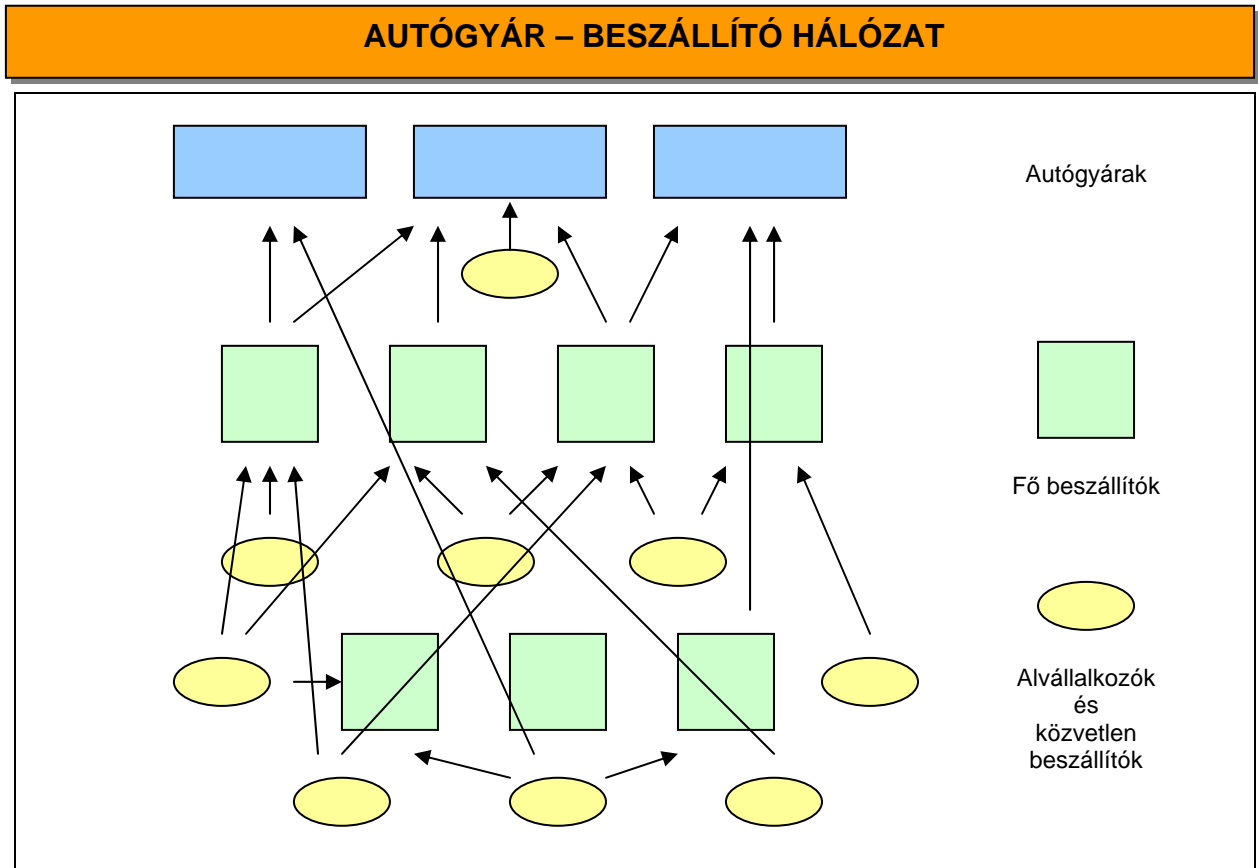 AUTÓGYÁR – BESZÁLLÍTÓ HÁLÓZAT
Autógyárak
Fő beszállítók
Alvállalkozók
és
közvetlen
beszállítók